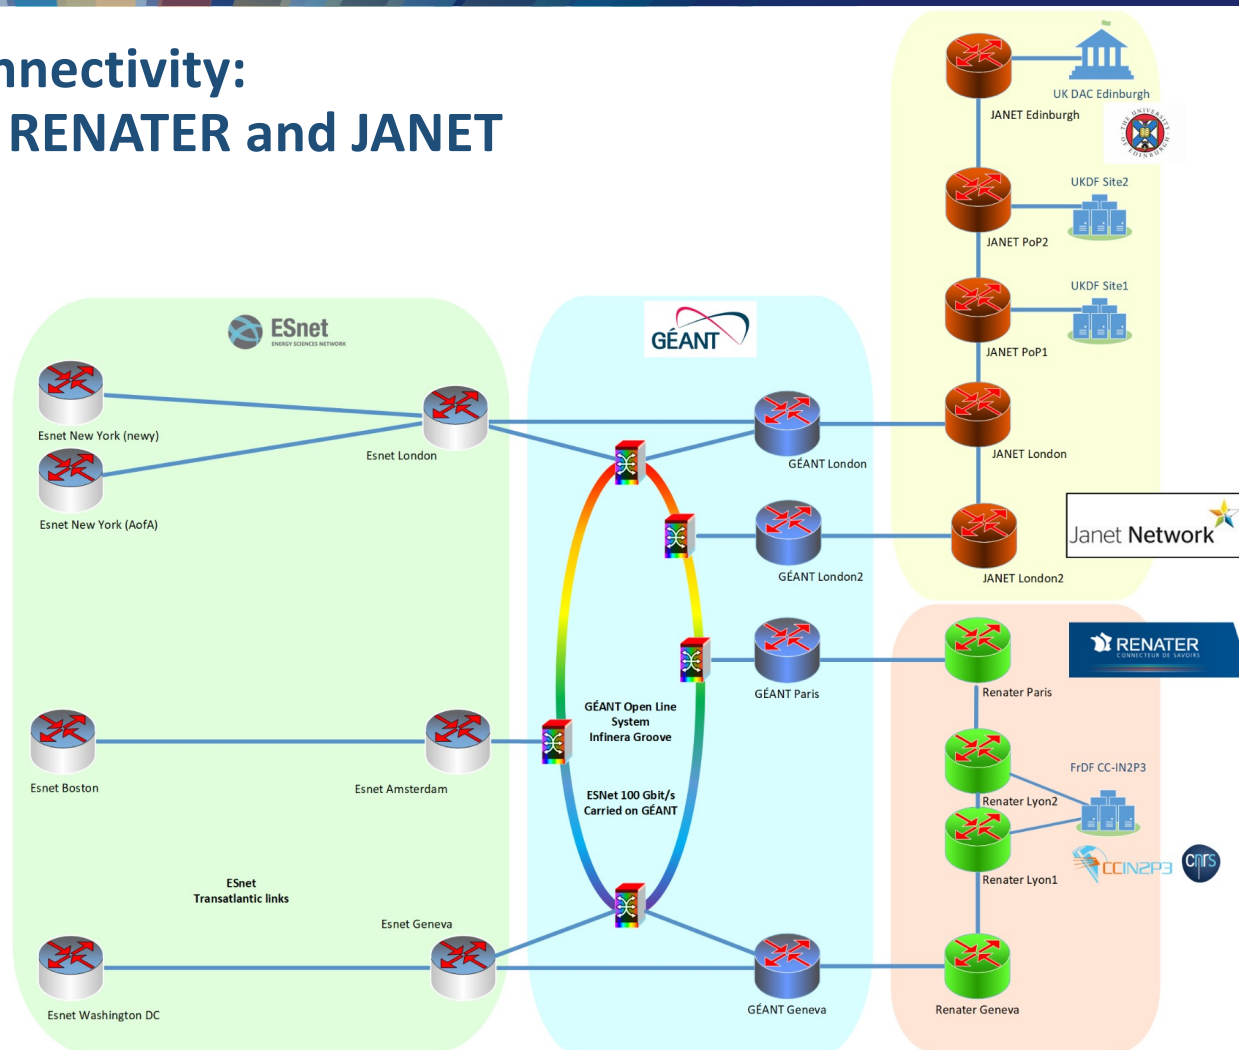 nnectivity:
RENATER and JANET
UK DAC Edinburgh
JANET Edinburgh
THE UNIVERSITY OF EDINBURGH
UKDF Site2
JANET PoP2
UKDF Site1
JANET PoP1
ESnet
ENERGY SCIENCES NETWORK
GÉANT
Esnet New York (newy)
Esnet London
GÉANT London
JANET London
Esnet New York (AofA)
GÉANT London2
JANET London2
Janet Network
RENATER
CONNECTEUR DE SAVOIRS
GÉANT Paris
Renater Paris
GÉANT Open Line
System
Infinera Groove
FrDF CC-IN2P3
Esnet Boston
Esnet Amsterdam
ESNet 100 Gbit/s
Carried on GÉANT
Renater Lyon2
CCIN2P3
cnrs
Renater Lyon1
ESnet
Transatlantic links
Esnet Geneva
Esnet Washington DC
GÉANT Geneva
Renater Geneva